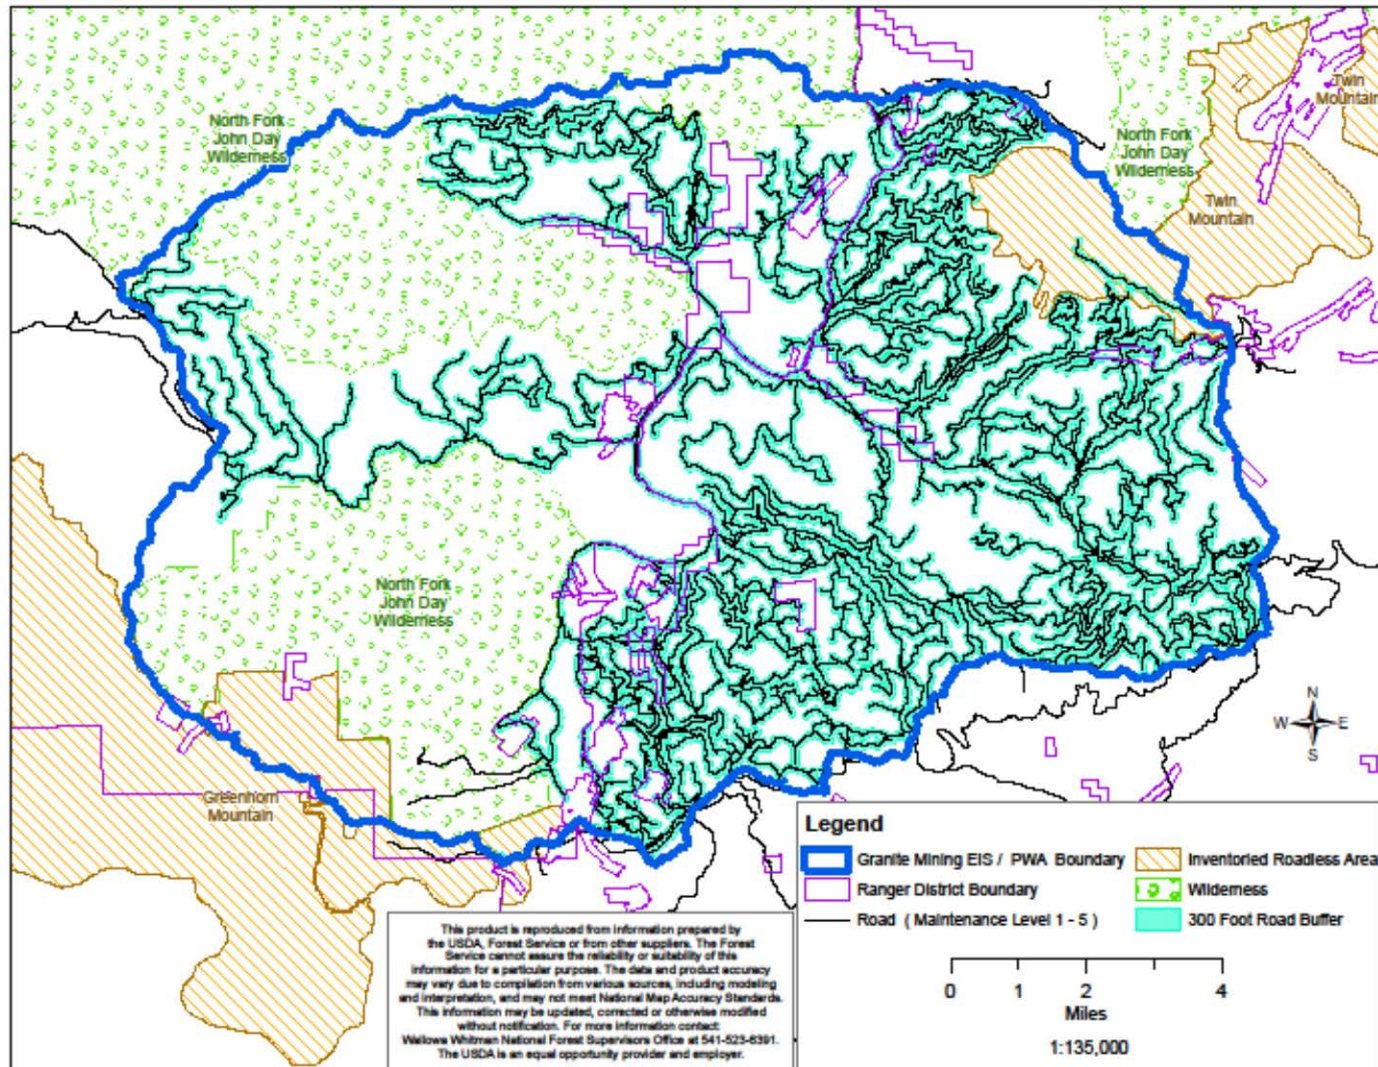 North Fork
John Day
Wilderness
North Fork
John Day
Wilderness
Twin
Mountain
Twin
Mountain
North Fork
John Day
Wilderness
Greenhorn
Mountain
N
W E
S
Legend
Granite Mining EIS / PWA Boundary
Ranger District Boundary
Road ( Maintenance Level 1 - 5 )
Inventoried Roadless Area
Wilderness
300 Foot Road Buffer
0 1 2 4
Miles
1:135,000
This product is reproduced from information prepared by
the USDA, Forest Service or from other suppliers. The Forest
Service cannot assure the reliability or suitability of this
information for a particular purpose. The data and product accuracy
may vary due to compilation from various sources, including modeling
and interpretation, and may not meet National Map Accuracy Standards.
This information may be updated, corrected or otherwise modified
without notification. For more information contact:
Wallowa Whitman National Forest Supervisors Office at 541-523-6391.
The USDA is an equal opportunity provider and employer.